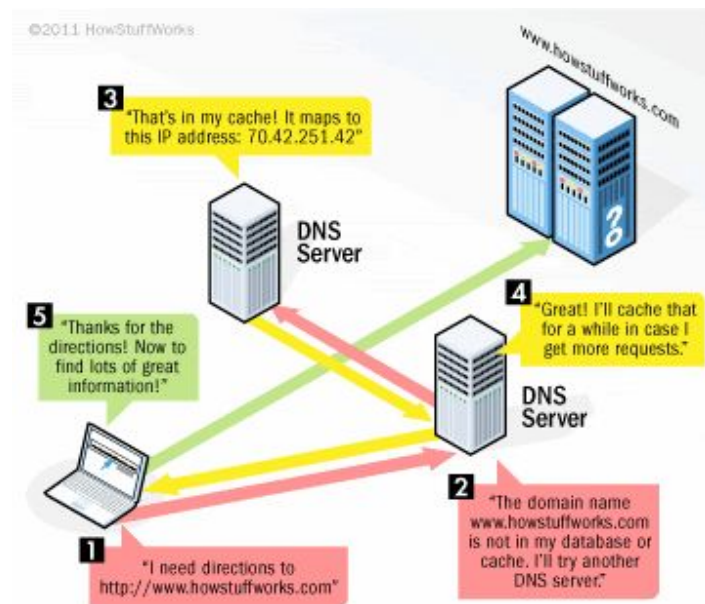 ©2011 HowStuffWorks
www.howstuffworks.com
3
"That's in my cache! It maps to
this IP address: 70.42.251.42"
DNS
Server
4
"Great! I'll cache that
for a while in case I
get more requests."
5
"Thanks for the
directions! Now to
find lots of great
information!"
DNS
Server
2
"The domain name
www.howstuffworks.com
is not in my database or
cache. I'll try another
DNS server."
1
"I need directions to
http://www.howstuffworks.com"